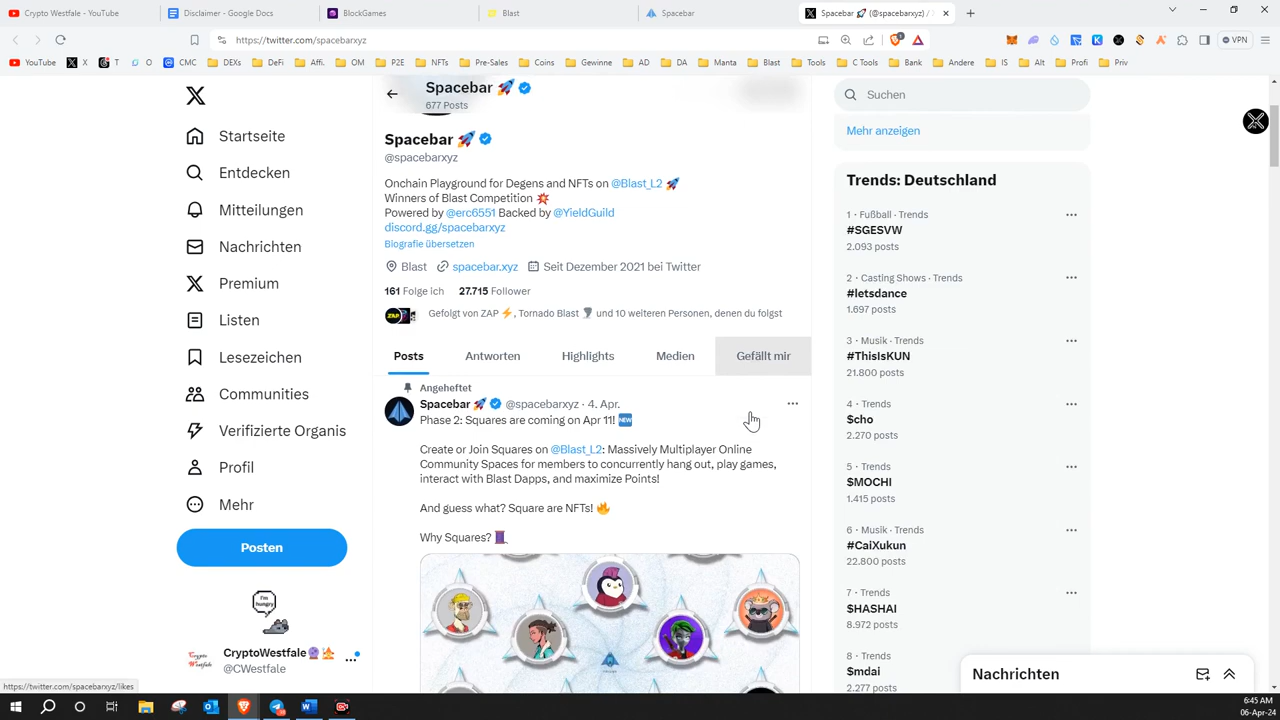 Crypto Westfale - YouTube
Disclaimer - Google Docs
BlockGames
Blast
Spacebar
Spacebar 🚀 (@spacebarxyz) /
https://twitter.com/spacebarxyz
1
VPN
YouTube
X
T
O
CMC
DEXs
DeFi
Affi.
OM
P2E
NFTs
Pre-Sales
Coins
Gewinne
AD
DA
Manta
Blast
Tools
C Tools
Bank
Andere
IS
Alt
Profi
Priv
Startseite
Entdecken
Mitteilungen
Nachrichten
Premium
Listen
Lesezeichen
Communities
Verifizierte Organis
Profil
Mehr
Posten
I'm
hungry
Crypto
Westfale
CryptoWestfale🔮
@CWestfale
Spacebar 🚀
677 Posts
Spacebar 🚀
@spacebarxyz
Onchain Playground for Degens and NFTs on @Blast_L2 🚀
Winners of Blast Competition 💥
Powered by @erc6551 Backed by @YieldGuild
discord.gg/spacebarxyz
Biografie übersetzen
Blast spacebar.xyz Seit Dezember 2021 bei Twitter
161 Folge ich 27.715 Follower
ZAP
Gefolgt von ZAP ⚡, Tornado Blast 🌪 und 10 weiteren Personen, denen du folgst
Posts
Antworten
Highlights
Medien
Gefällt mir
Angeheftet
Spacebar 🚀 @spacebarxyz · 4. Apr.
Phase 2: Squares are coming on Apr 11! 🆕
Create or Join Squares on @Blast_L2: Massively Multiplayer Online
Community Spaces for members to concurrently hang out, play games,
interact with Blast Dapps, and maximize Points!
And guess what? Square are NFTs! 🔥
Why Squares? 🧵
Suchen
Mehr anzeigen
Trends: Deutschland
1 · Fußball · Trends
#SGESVW
2.093 posts
2 · Casting Shows · Trends
#letsdance
1.697 posts
3 · Musik · Trends
#ThisIsKUN
21.800 posts
4 · Trends
$cho
2.270 posts
5 · Trends
$MOCHI
1.415 posts
6 · Musik · Trends
#CaiXukun
22.800 posts
7 · Trends
$HASHAI
8.972 posts
8 · Trends
$mdai
2.277 posts
Nachrichten
https://twitter.com/spacebarxyz/likes
6:45 AM
06-Apr-24